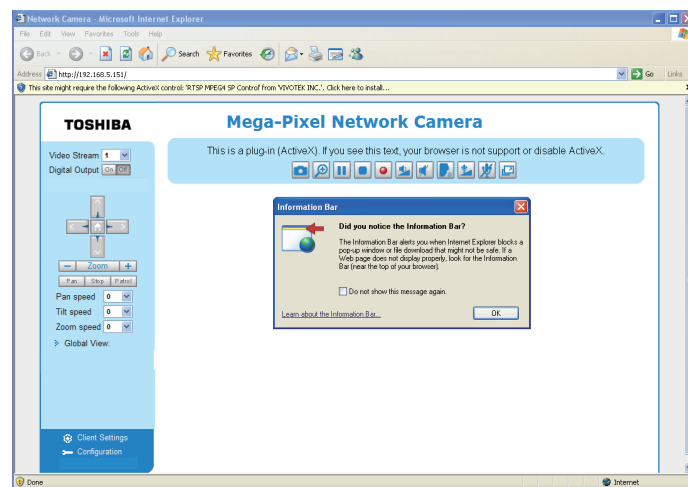 Network Camera - Microsoft Internet Explorer
File Edit View Favorites Tools Help
Back Search Favorites
Address http://192.168.5.151/ Go Links
This site might require the following ActiveX control: 'RTSP MPEG4 SP Control' from 'VIVOTEK INC.'. Click here to install...
TOSHIBA
Mega-Pixel Network Camera
Video Stream 1
Digital Output On Off
This is a plug-in (ActiveX). If you see this text, your browser is not support or disable ActiveX.
Information Bar
Did you notice the Information Bar?
The Information Bar alerts you when Internet Explorer blocks a
pop-up window or file download that might not be safe. If a
Web page does not display properly, look for the Information
Bar (near the top of your browser).
Do not show this message again.
Learn about the Information Bar...
OK
Zoom
Pan Stop Patrol
Pan speed 0
Tilt speed 0
Zoom speed 0
Global View:
Client Settings
Configuration
Done
Internet